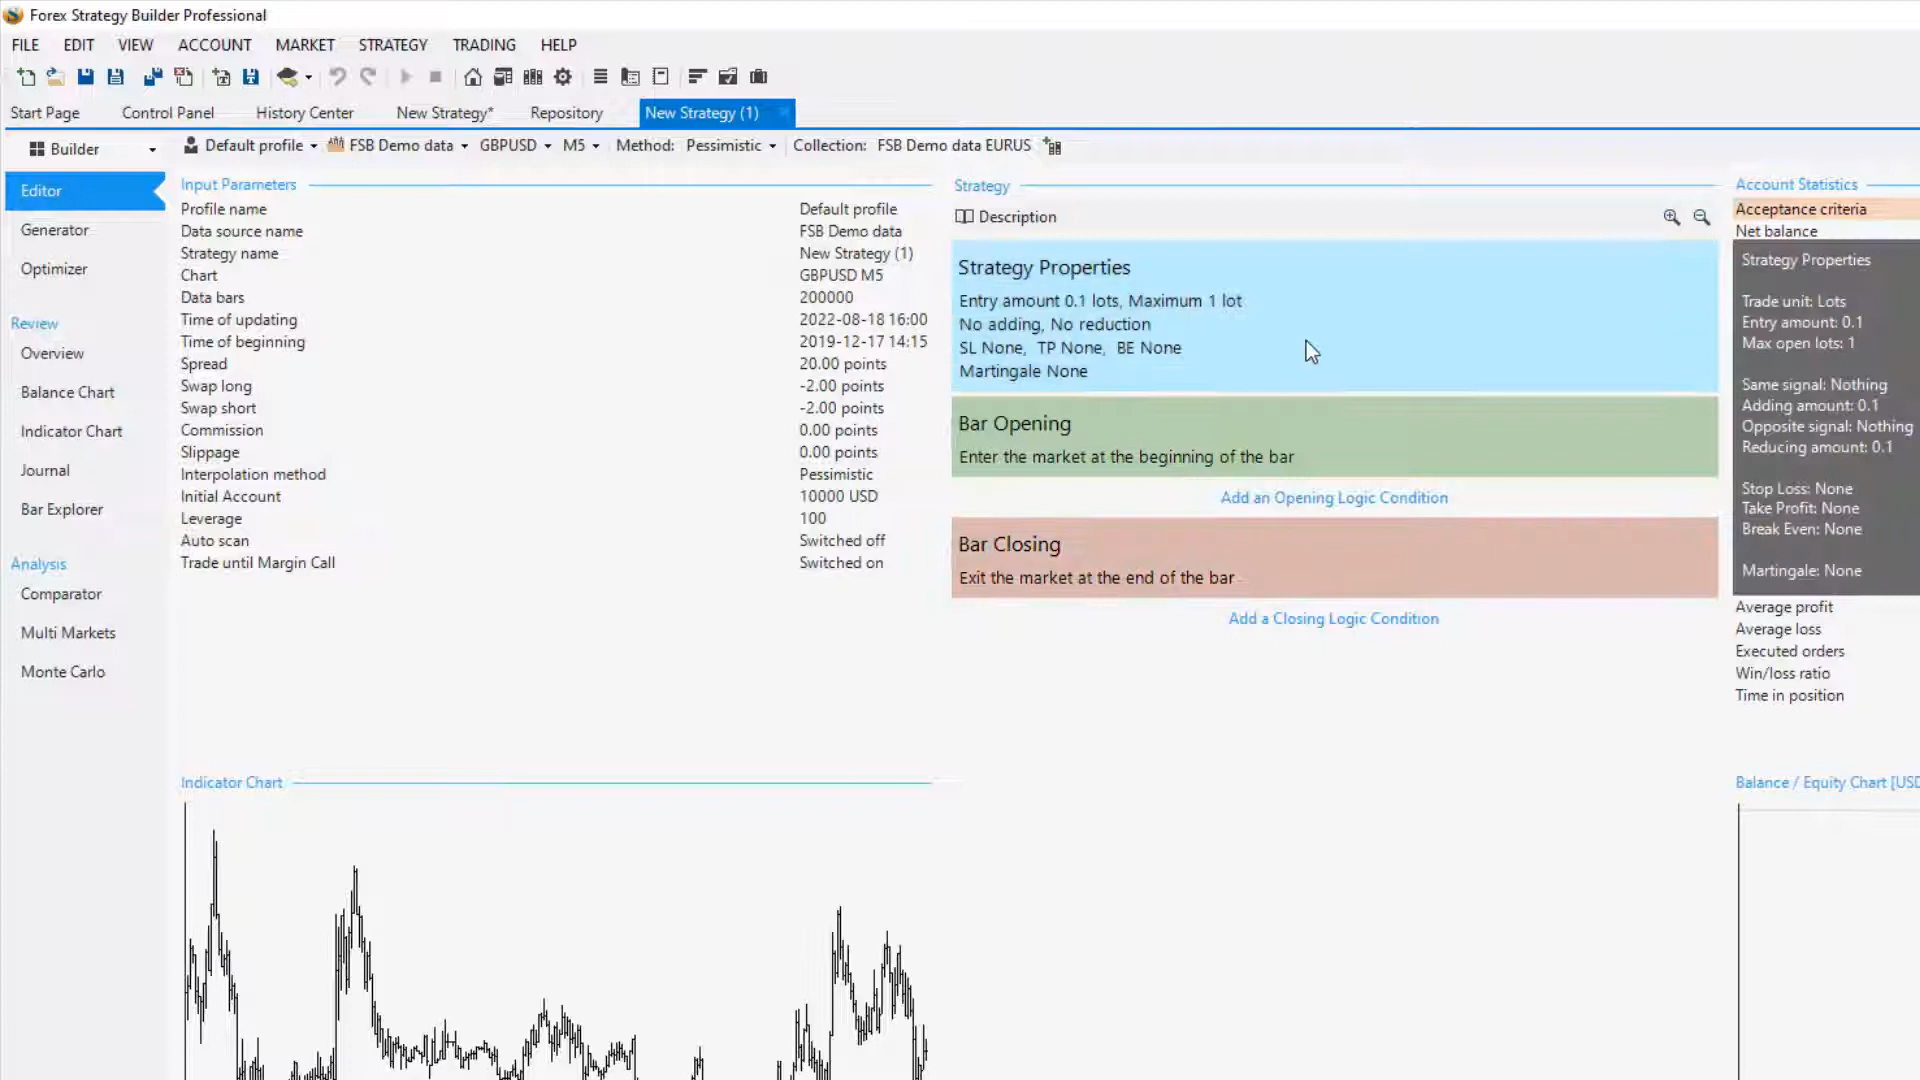 Forex Strategy Builder Professional
FILE EDIT VIEW ACCOUNT MARKET STRATEGY TRADING HELP
Start Page Control Panel History Center New Strategy* Repository New Strategy (1)
Builder Default profile FSB Demo data GBPUSD M5 Method: Pessimistic Collection: FSB Demo data EURUS
Editor
Generator
Optimizer
Review
Overview
Balance Chart
Indicator Chart
Journal
Bar Explorer
Analysis
Comparator
Multi Markets
Monte Carlo
Input Parameters
Profile name Default profile
Data source name FSB Demo data
Strategy name New Strategy (1)
Chart GBPUSD M5
Data bars 200000
Time of updating 2022-08-18 16:00
Time of beginning 2019-12-17 14:15
Spread 20.00 points
Swap long -2.00 points
Swap short -2.00 points
Commission 0.00 points
Slippage 0.00 points
Interpolation method Pessimistic
Initial Account 10000 USD
Leverage 100
Auto scan Switched off
Trade until Margin Call Switched on
Strategy
Description
Strategy Properties
Entry amount 0.1 lots, Maximum 1 lot
No adding, No reduction
SL None, TP None, BE None
Martingale None
Bar Opening
Enter the market at the beginning of the bar
Add an Opening Logic Condition
Bar Closing
Exit the market at the end of the bar
Add a Closing Logic Condition
Account Statistics
Acceptance criteria
Net balance
Strategy Properties
Trade unit: Lots
Entry amount: 0.1
Max open lots: 1
Same signal: Nothing
Adding amount: 0.1
Opposite signal: Nothing
Reducing amount: 0.1
Stop Loss: None
Take Profit: None
Break Even: None
Martingale: None
Average profit
Average loss
Executed orders
Win/loss ratio
Time in position
Indicator Chart
Balance / Equity Chart [USD